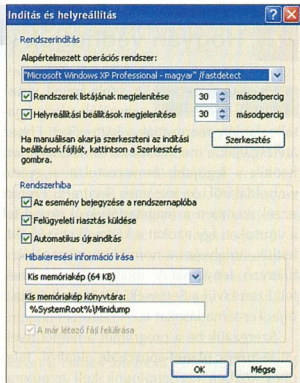 Indítás és helyreállítás
Rendszerindítás
Alapértelmezett operációs rendszer:
"Microsoft Windows XP Professional - magyar" /fastdetect
Rendszerek listájának megjelenítése 30 másodpercig
Helyreállítási beállítások megjelenítése 30 másodpercig
Ha manuálisan akarja szerkeszteni az indítási
beállítások fájlját, kattintson a Szerkesztés
gombra.
Szerkesztés
Rendszerhiba
Az esemény bejegyzése a rendszernaplóba
Felügyeleti riasztás küldése
Automatikus újraindítás
Hibakeresési információ írása
Kis memóriakép (64 KB)
Kis memóriakép könyvtára:
%SystemRoot%\Minidump
A már létező fájl felülírása
OK Mégse